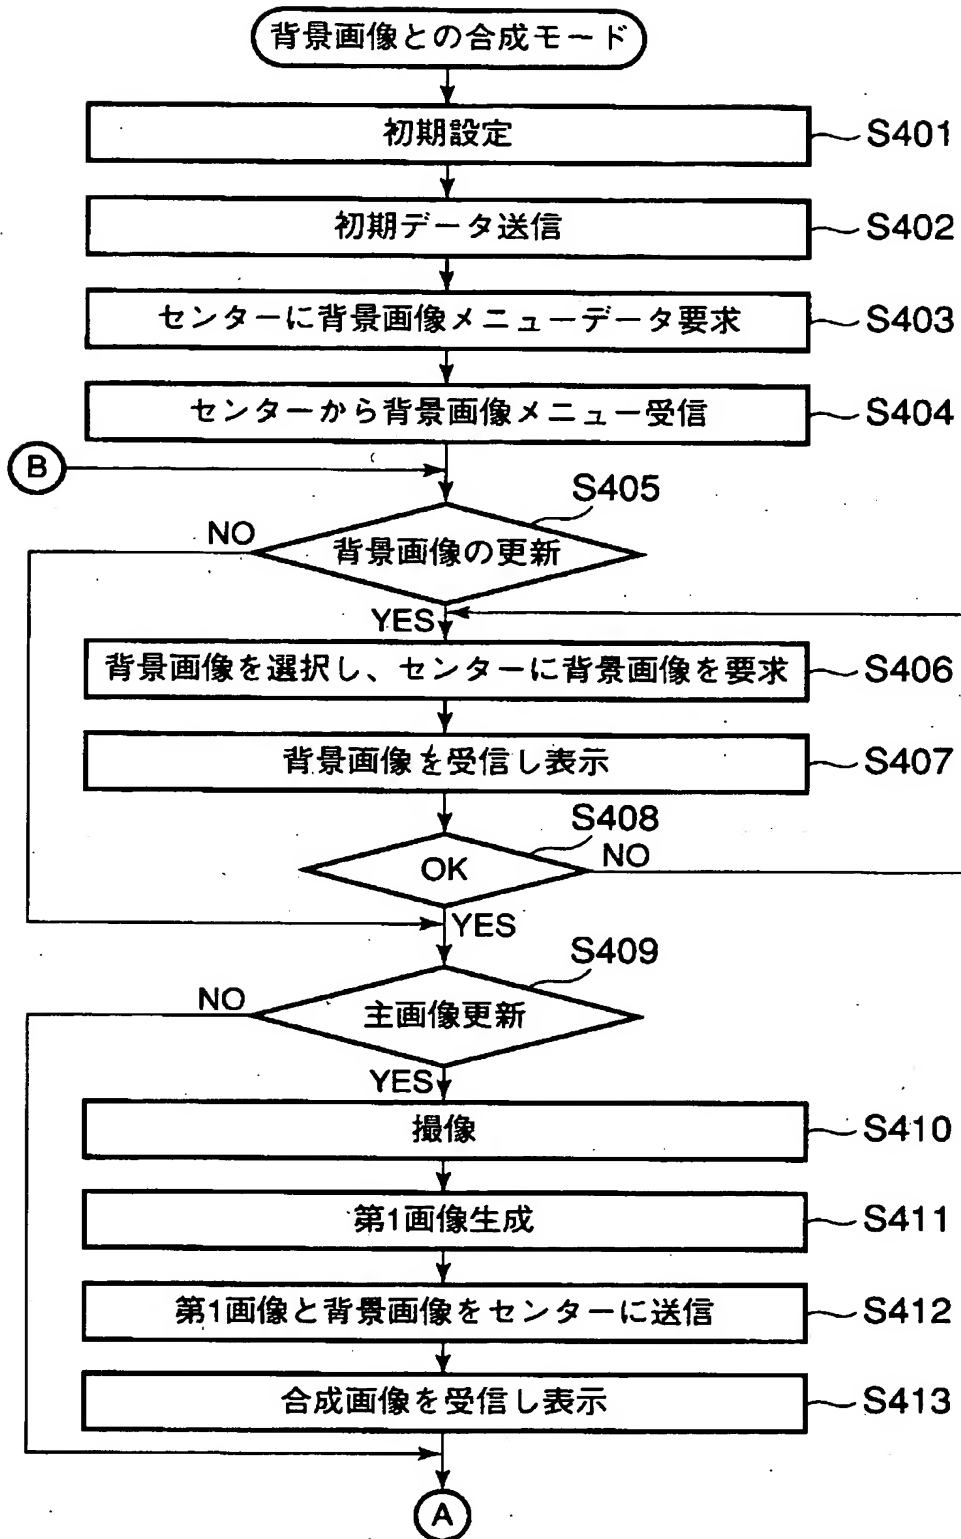 背景画像との合成モード
初期設定
S401
初期データ送信
S402
センターに背景画像メニューデータ要求
S403
センターから背景画像メニュー受信
S404
B
S405
NO
背景画像の更新
YES
背景画像を選択し、センターに背景画像を要求
S406
背景画像を受信し表示
S407
S408
OK
NO
YES
S409
NO
主画像更新
YES
撮像
S410
第1画像生成
S411
第1画像と背景画像をセンターに送信
S412
合成画像を受信し表示
S413
A